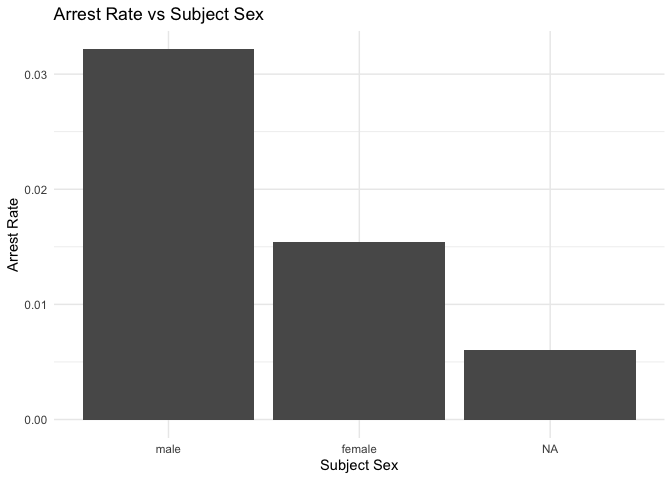 Arrest Rate vs Subject Sex
0.03
0.02
0.01
0.00
Arrest Rate
male female NA
Subject Sex